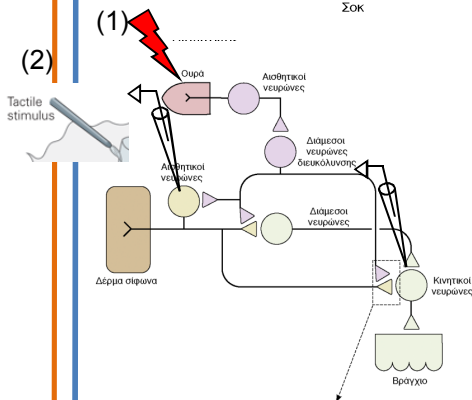 Σοκ
(1)
(2)
Tactile
stimulus
Ουρά
Αισθητικοί
νευρώνες
Διάμεσοι
νευρώνες
διευκόλυνσης
Αισθητικοί
νευρώνες
Διάμεσοι
νευρώνες
Δέρμα σίφωνα
Κινητικοί
νευρώνες
Βράγχιο